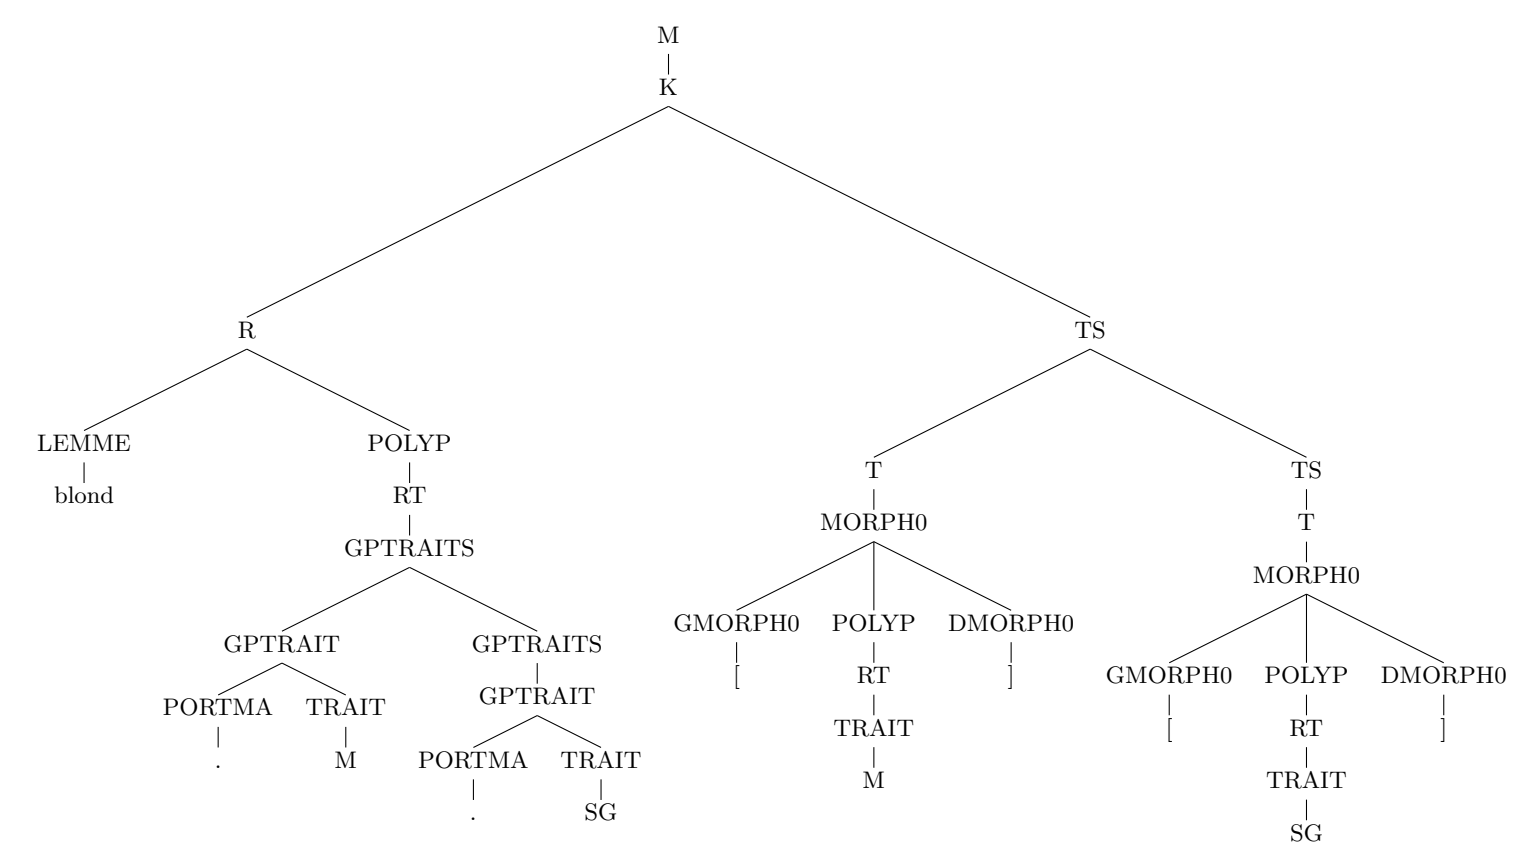 M
K
R TS
LEMME POLYP T TS
blond RT MORPH0 T
GPTRAITS MORPH0
GPTRAIT GPTRAITS GMORPH0 POLYP DMORPH0
PORTMA TRAIT GPTRAIT [ RT ] GMORPH0 POLYP DMORPH0
. M PORTMA TRAIT TRAIT [ RT ]
. SG M TRAIT
SG